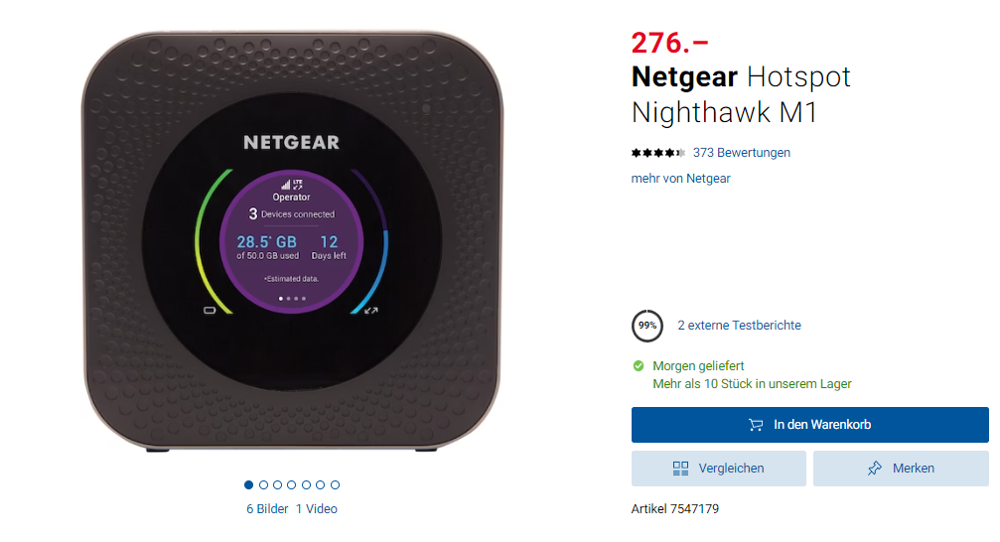 NETGEAR
LTE
Operator
3 Devices connected
28.5* GB 12
of 50.0 GB used Days left
*Estimated data.
6 Bilder 1 Video
276.–
Netgear Hotspot
Nighthawk M1
373 Bewertungen
mehr von Netgear
99% 2 externe Testberichte
Morgen geliefert
Mehr als 10 Stück in unserem Lager
In den Warenkorb
Vergleichen Merken
Artikel 7547179